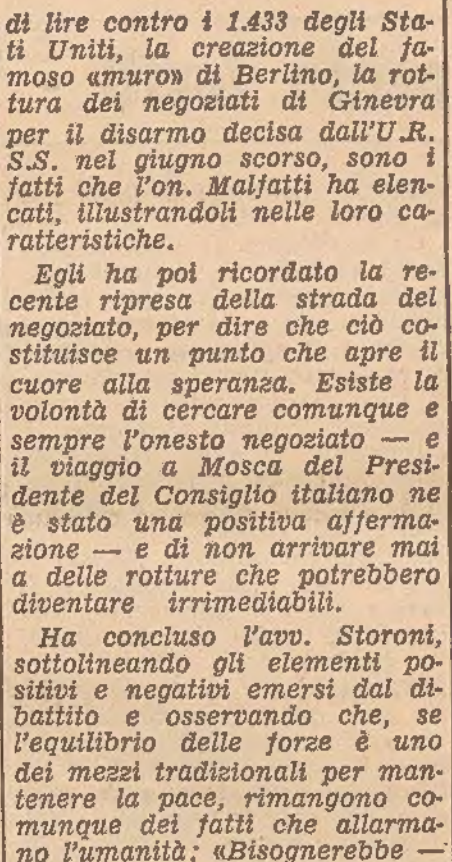 di lire contro i 1.433 degli Sta-
ti Uniti, la creazione del fa-
moso «muro» di Berlino, la rot-
tura dei negoziati di Ginevra
per il disarmo decisa dall'U.R.
S.S. nel giugno scorso, sono i
fatti che l'on. Malfatti ha elen-
cati, illustrandoli nelle loro ca-
ratteristiche.
Egli ha poi ricordato la re-
cente ripresa della strada del
negoziato, per dire che ciò co-
stituisce un punto che apre il
cuore alla speranza. Esiste la
volontà di cercare comunque e
sempre l'onesto negoziato — e
il viaggio a Mosca del Presi-
dente del Consiglio italiano ne
è stato una positiva afferma-
zione — e di non arrivare mai
a delle rotture che potrebbero
diventare irrimediabili.
Ha concluso l'avv. Storoni,
sottolineando gli elementi po-
sitivi e negativi emersi dal di-
battito e osservando che, se
l'equilibrio delle forze è uno
dei mezzi tradizionali per man-
tenere la pace, rimangono co-
munque dei fatti che allarma-
no l'umanità: «Bisognerebbe —